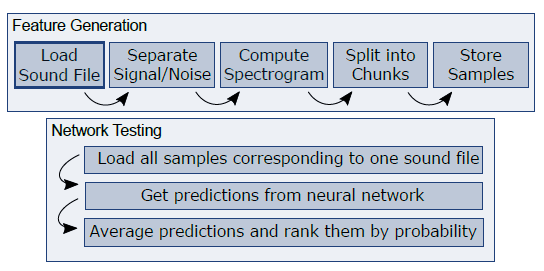 Feature Generation
Load Separate Compute Split into Store
Sound File Signal/Noise Spectrogram Chunks Samples
Network Testing
Load all samples corresponding to one sound file
Get predictions from neural network
Average predictions and rank them by probability